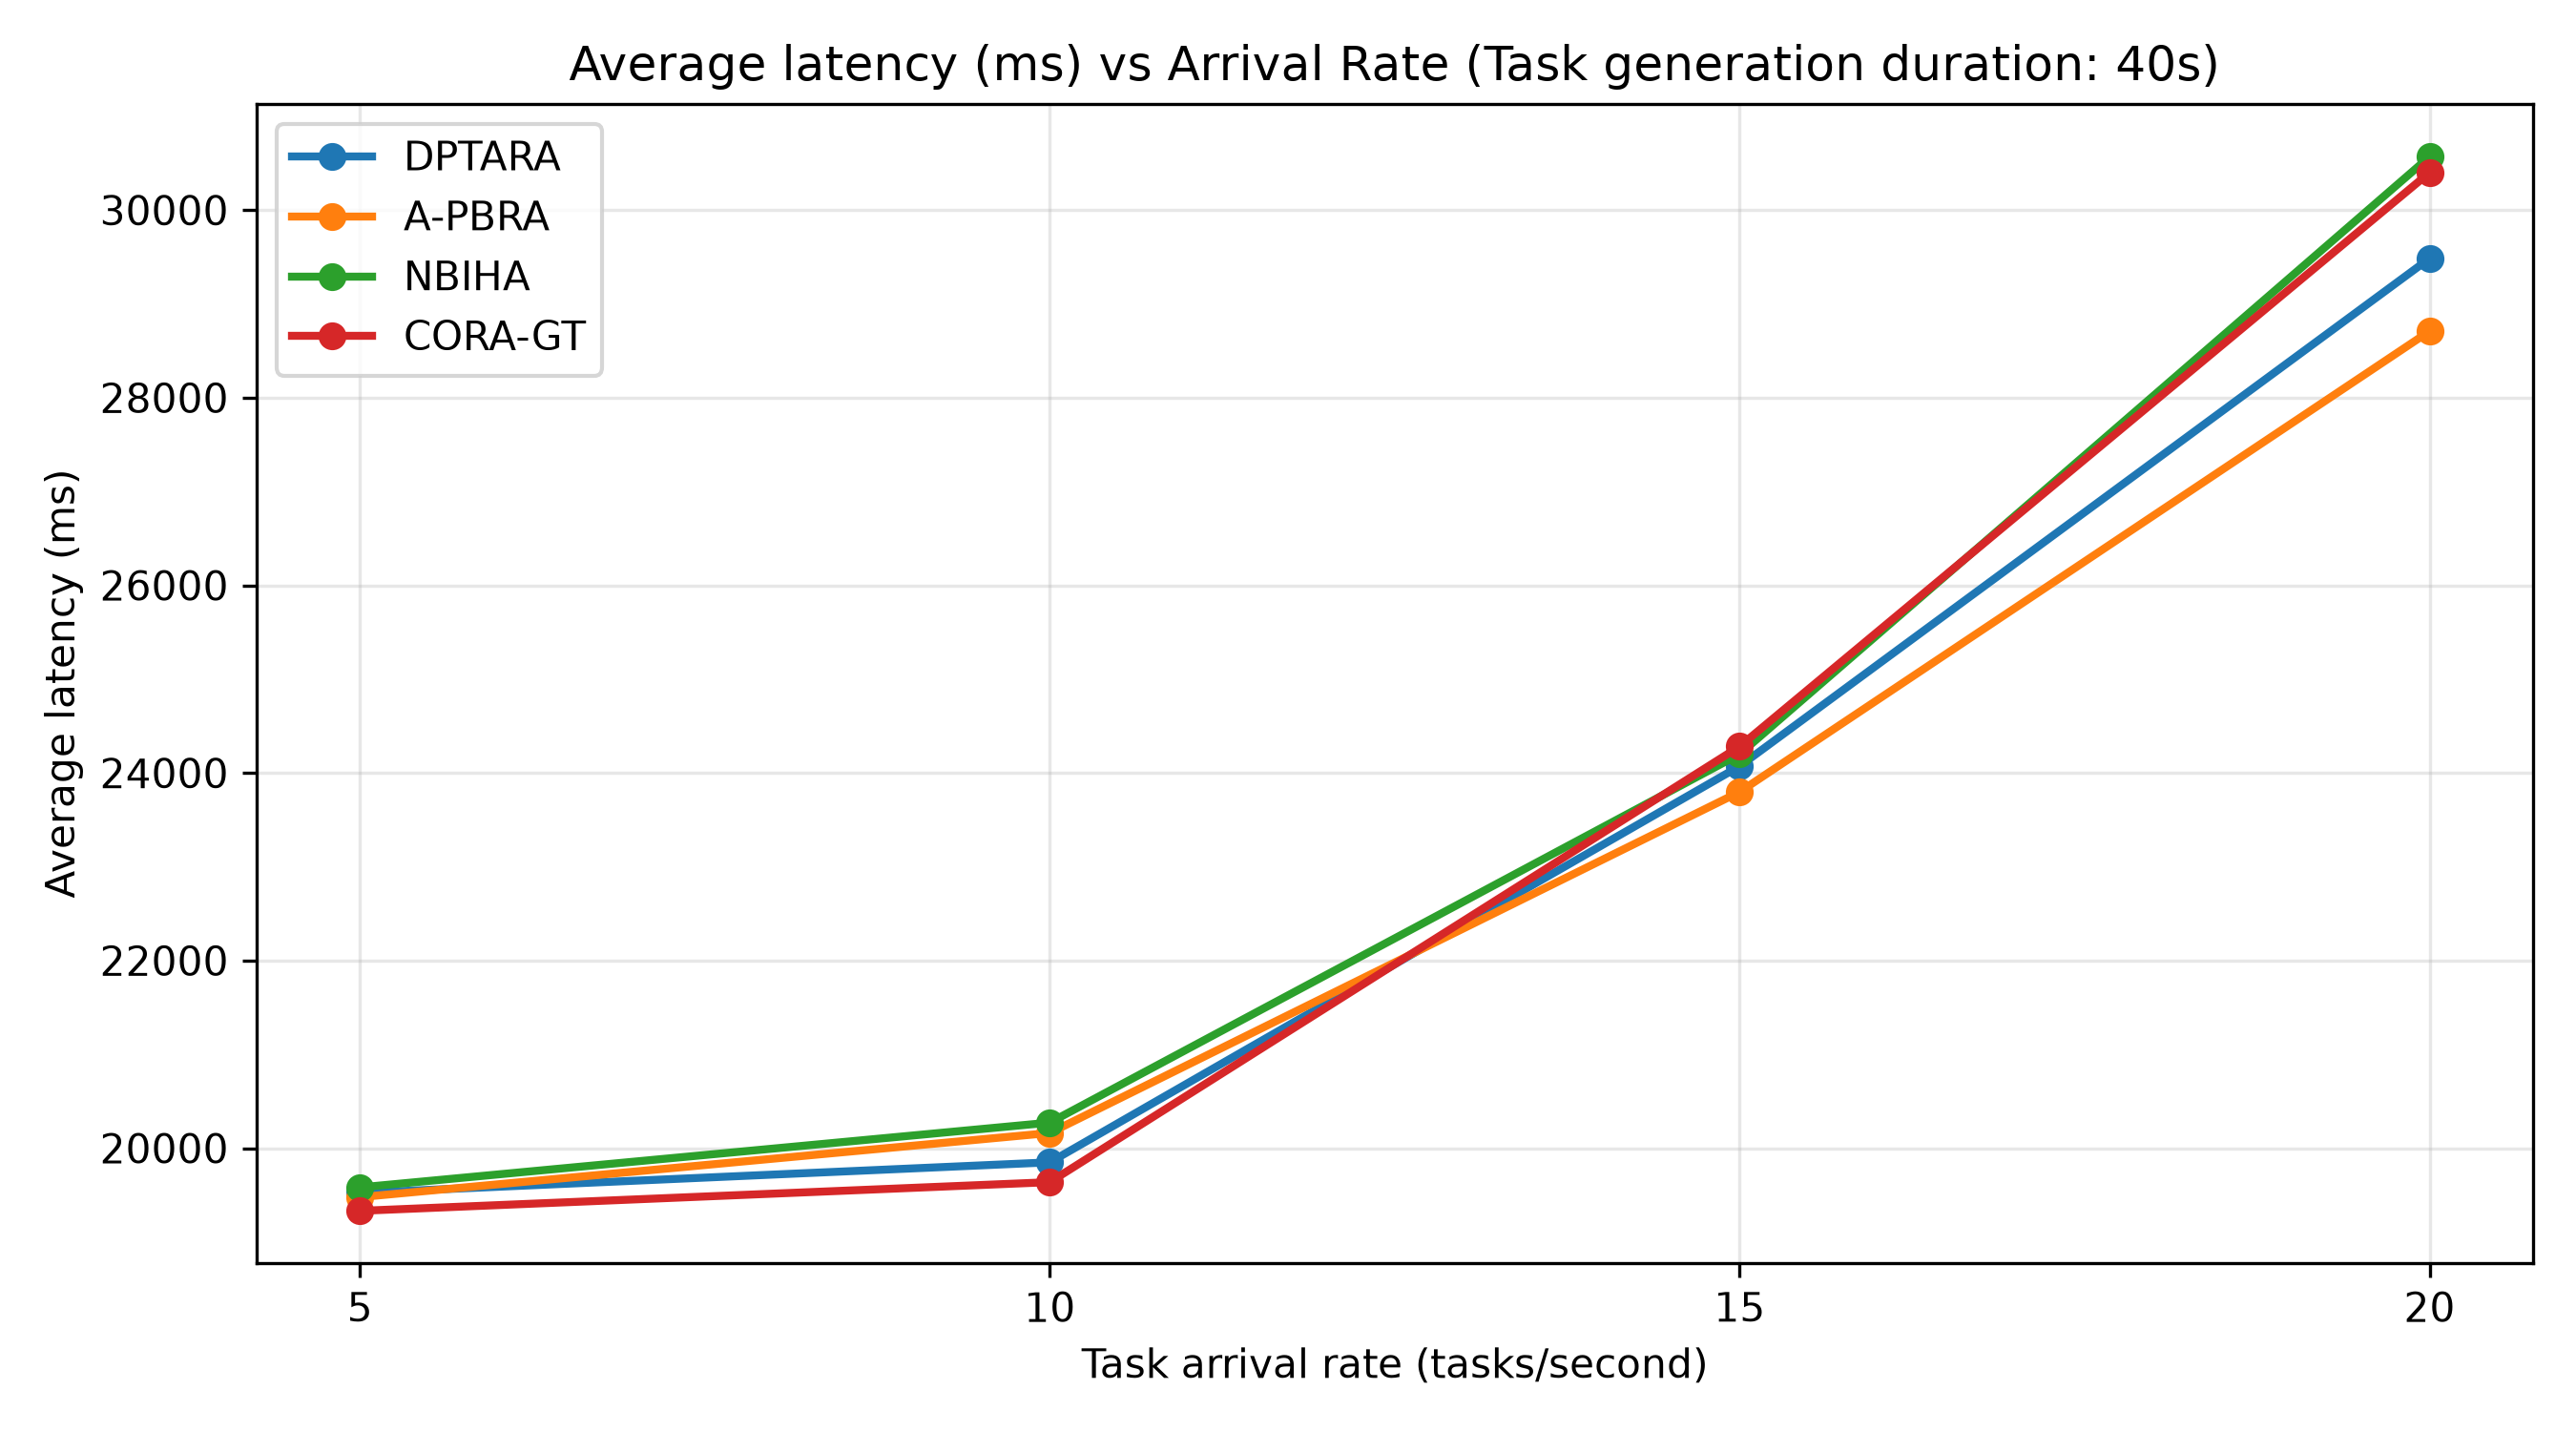 Average latency (ms) vs Arrival Rate (Task generation duration: 40s)
DPTARA
A-PBRA
NBIHA
CORA-GT
Average latency (ms)
30000
28000
26000
24000
22000
20000
5
10
15
20
Task arrival rate (tasks/second)